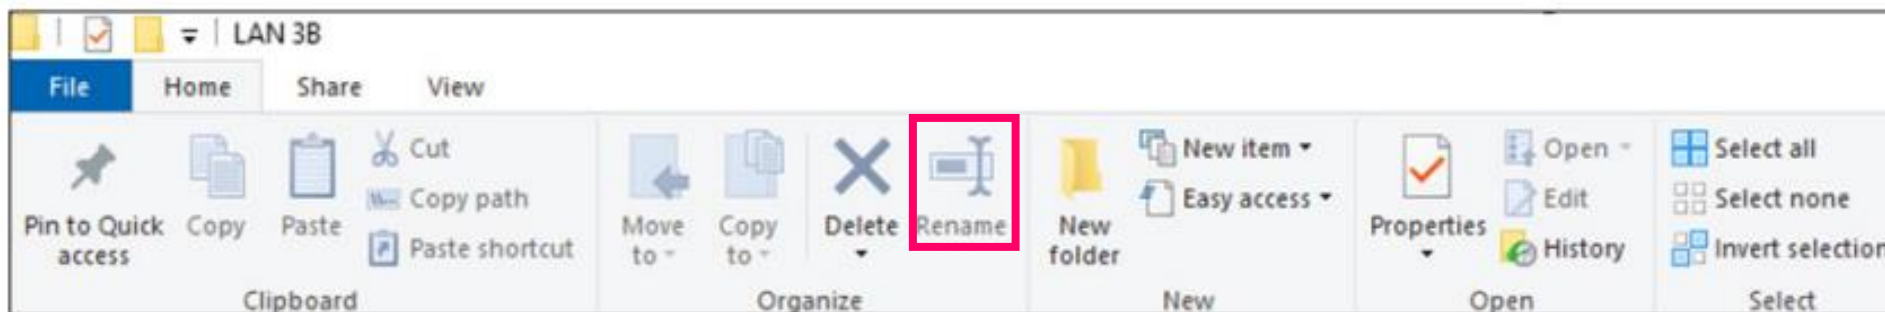 LAN 3B
File Home Share View
Pin to Quick access
Copy
Paste
Cut
Copy path
Paste shortcut
Clipboard
Move to
Copy to
Delete
Rename
Organize
New folder
New item
Easy access
New
Properties
Open
Edit
History
Open
Select all
Select none
Invert selection
Select